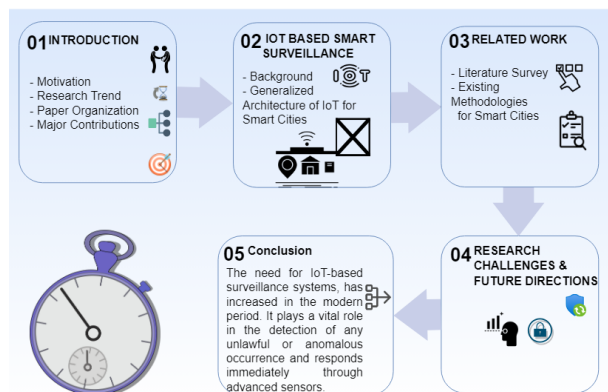 01 INTRODUCTION
- Motivation
- Research Trend
- Paper Organization
- Major Contributions
02 IOT BASED SMART
SURVEILLANCE
- Background
- Generalized
Architecture of IoT for
Smart Cities
IOT
03 RELATED WORK
- Literature Survey
- Existing
Methodologies
for Smart Cities
04 RESEARCH
CHALLENGES &
FUTURE DIRECTIONS
05 Conclusion
The need for IoT-based
surveillance systems, has
increased in the modern
period. It plays a vital role
in the detection of any
unlawful or anomalous
occurrence and responds
immediately through
advanced sensors.